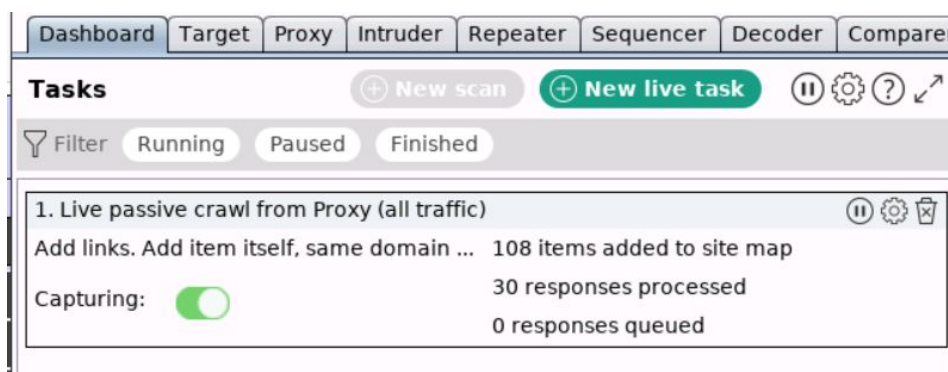 Dashboard Target Proxy Intruder Repeater Sequencer Decoder
Tasks New scan New live task
Filter Running Paused Finished
1. Live passive crawl from Proxy (all traffic)
Add links. Add item itself, same domain ... 108 items added to site map
Capturing: 30 responses processed
0 responses queued